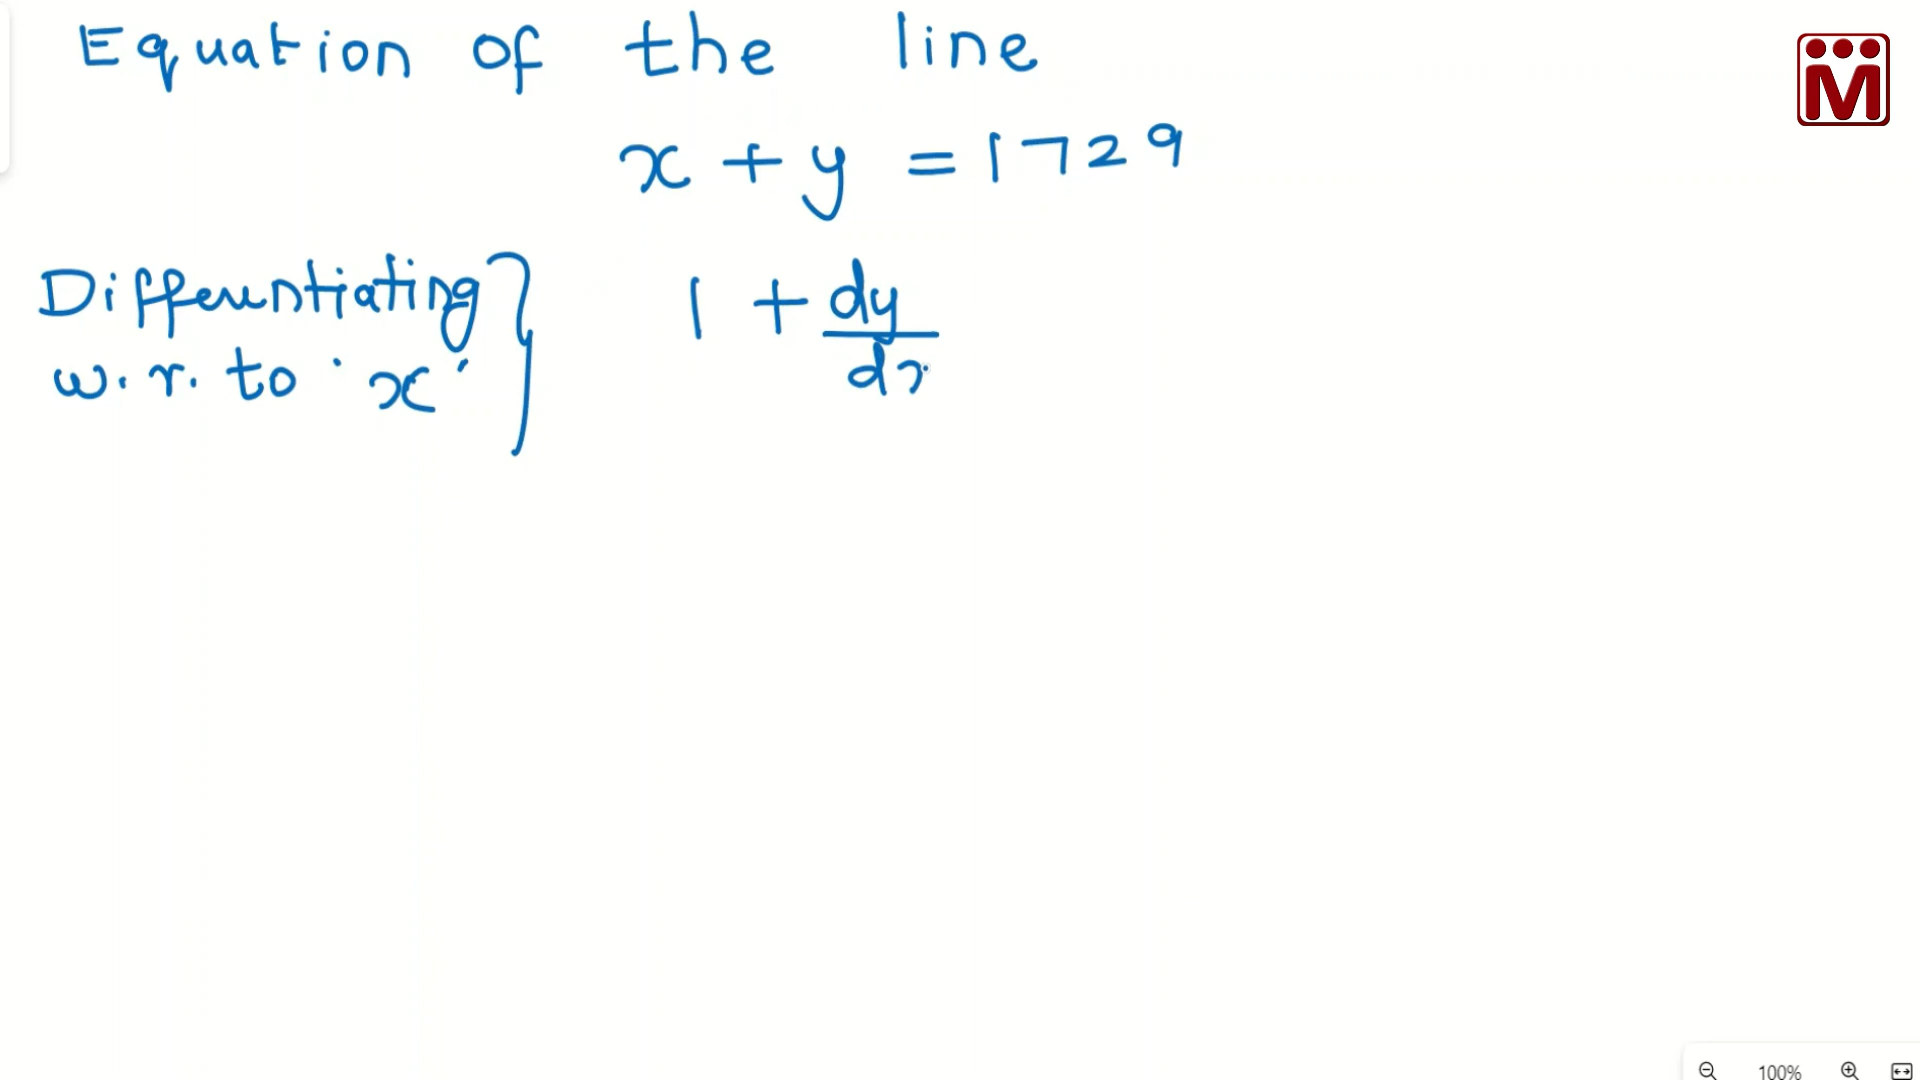 Equation of the line
x + y = 1729
Differentiating
w.r. to 'x'
1 + dy/dx
M
100%